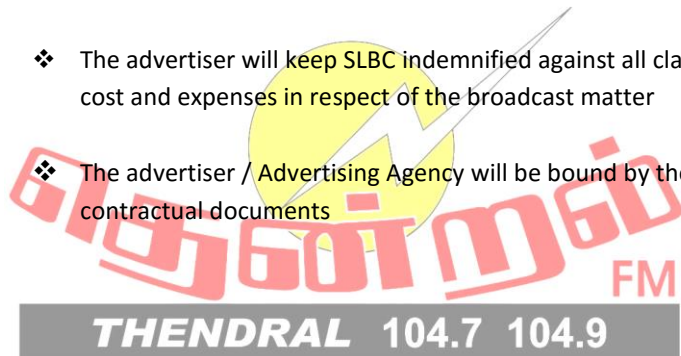 ❖ The advertiser will keep SLBC indemnified against all cla
cost and expenses in respect of the broadcast matter
❖ The advertiser / Advertising Agency will be bound by the
contractual documents
தென்றல்
FM
THENDRAL 104.7 104.9